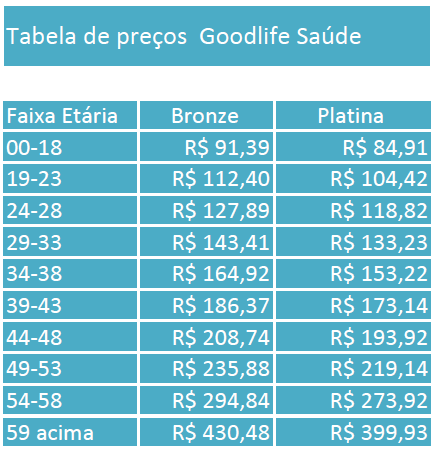 Tabela de preços  Goodlife Saúde
Faixa Etária Bronze Platina
00-18 R$ 91,39 R$ 84,91
19-23 R$ 112,40 R$ 104,42
24-28 R$ 127,89 R$ 118,82
29-33 R$ 143,41 R$ 133,23
34-38 R$ 164,92 R$ 153,22
39-43 R$ 186,37 R$ 173,14
44-48 R$ 208,74 R$ 193,92
49-53 R$ 235,88 R$ 219,14
54-58 R$ 294,84 R$ 273,92
59 acima R$ 430,48 R$ 399,93